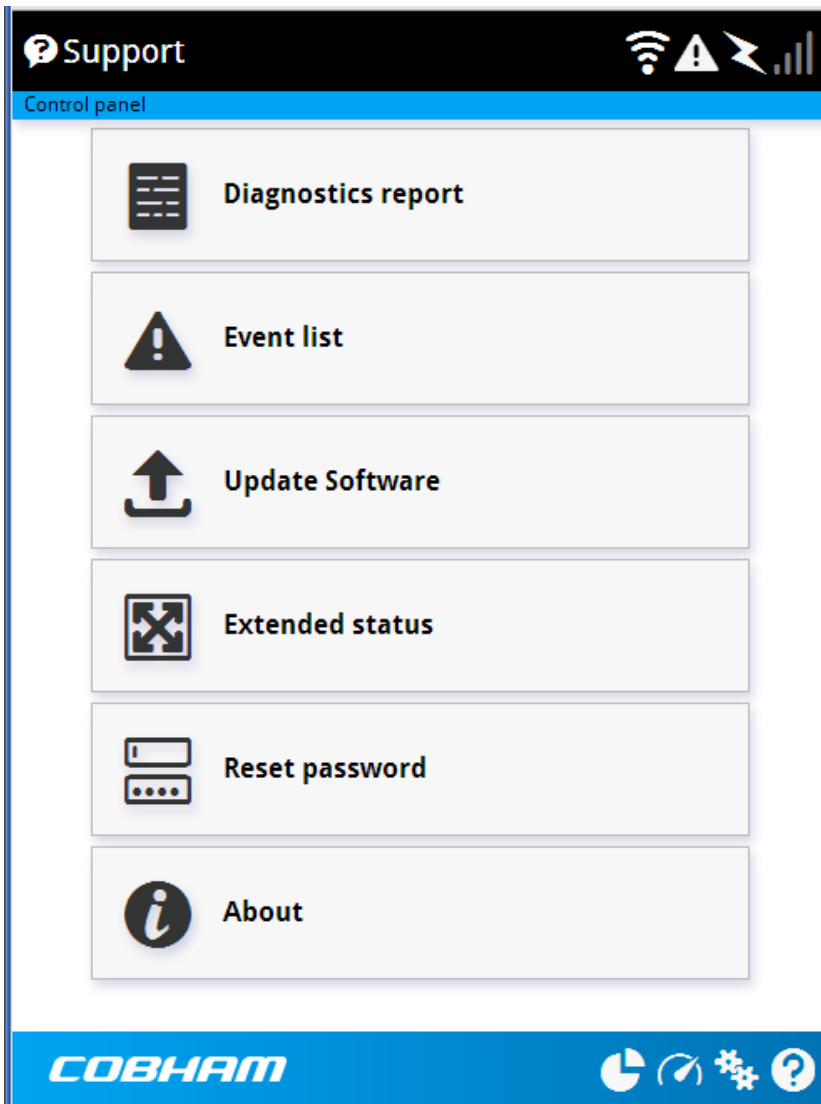 Support
Control panel
Diagnostics report
Event list
Update Software
Extended status
Reset password
About
COBHAM